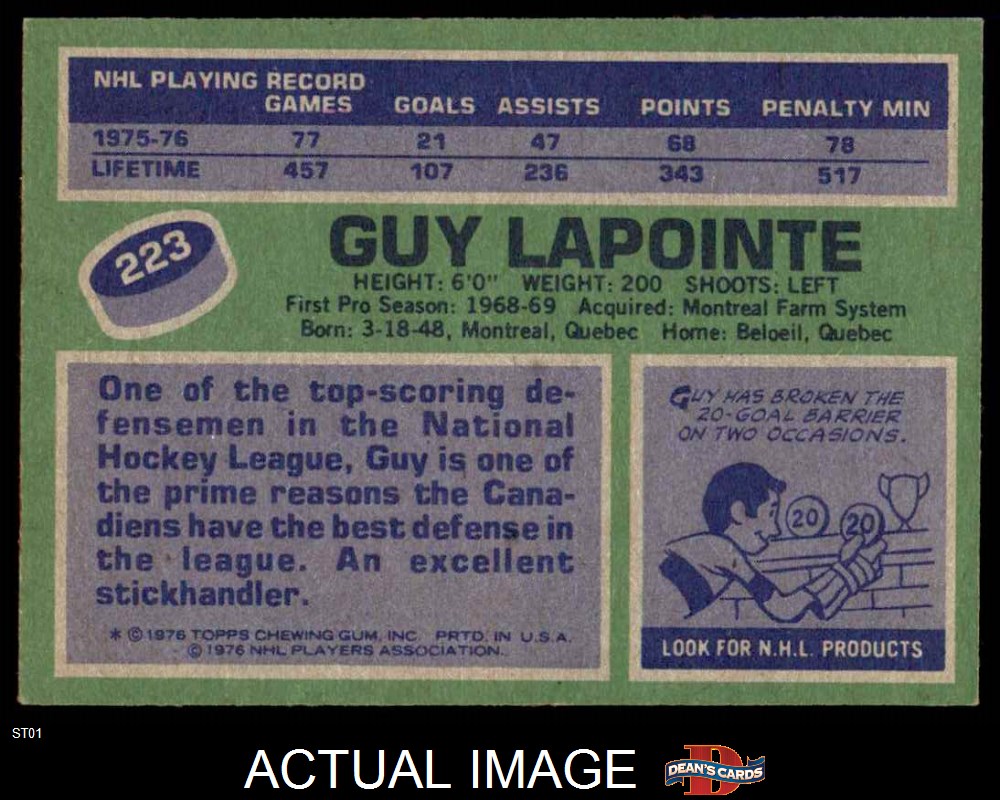 NHL PLAYING RECORD
GAMES GOALS ASSISTS POINTS PENALTY MIN
1975-76 77 21 47 68 78
LIFETIME 457 107 236 343 517
223
GUY LAPOINTE
HEIGHT: 6'0" WEIGHT: 200 SHOOTS: LEFT
First Pro Season: 1968-69 Acquired: Montreal Farm System
Born: 3-18-48, Montreal, Quebec Home: Beloeil, Quebec
One of the top-scoring de-
fensemen in the National
Hockey League, Guy is one of
the prime reasons the Cana-
diens have the best defense in
the league. An excellent
stickhandler.
* © 1976 TOPPS CHEWING GUM, INC. PRTD. IN U.S.A.
© 1976 NHL PLAYERS ASSOCIATION.
GUY HAS BROKEN THE
20-GOAL BARRIER
ON TWO OCCASIONS.
20 20
LOOK FOR N.H.L. PRODUCTS
ST01
ACTUAL IMAGE
D
DEAN'S CARDS